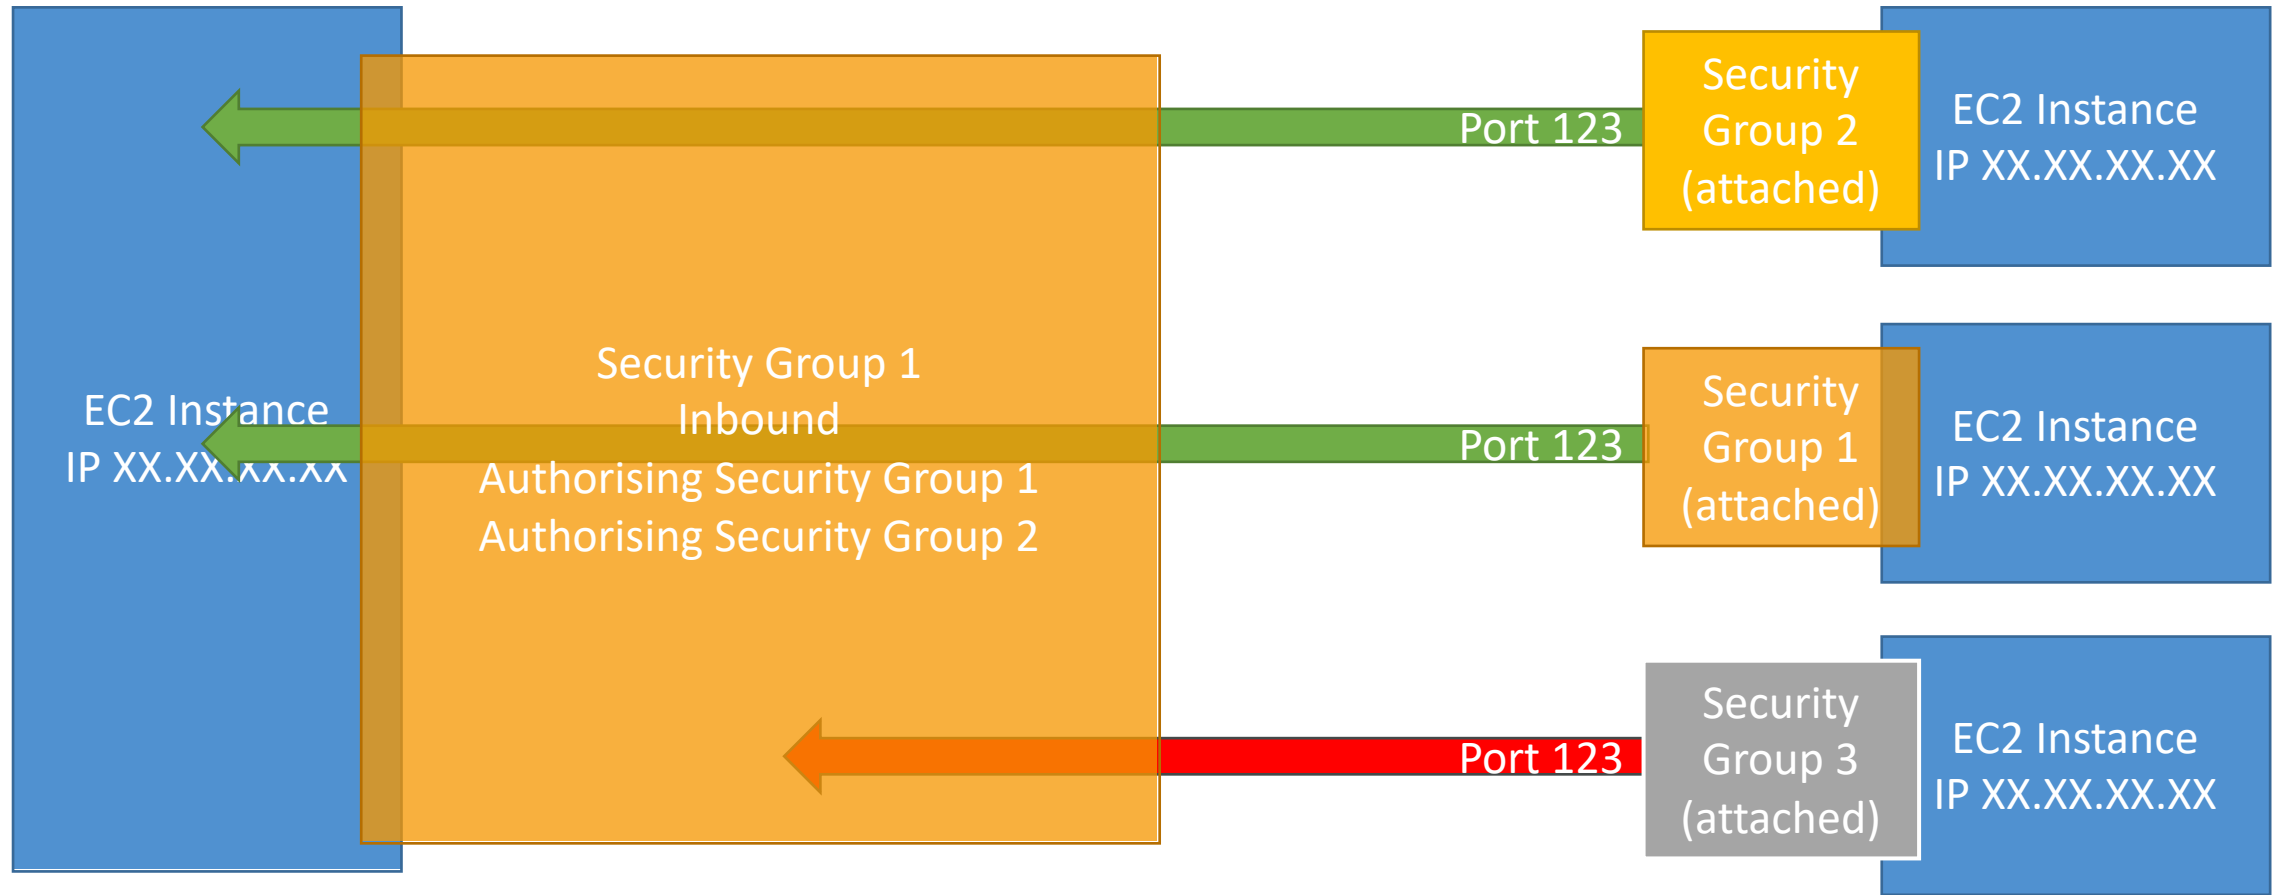 EC2 Instance
IP XX.XX.XX.XX
Security Group 1
Inbound
Authorising Security Group 1
Authorising Security Group 2
Port 123
Security
Group 2
(attached)
EC2 Instance
IP XX.XX.XX.XX
Port 123
Security
Group 1
(attached)
EC2 Instance
IP XX.XX.XX.XX
Port 123
Security
Group 3
(attached)
EC2 Instance
IP XX.XX.XX.XX